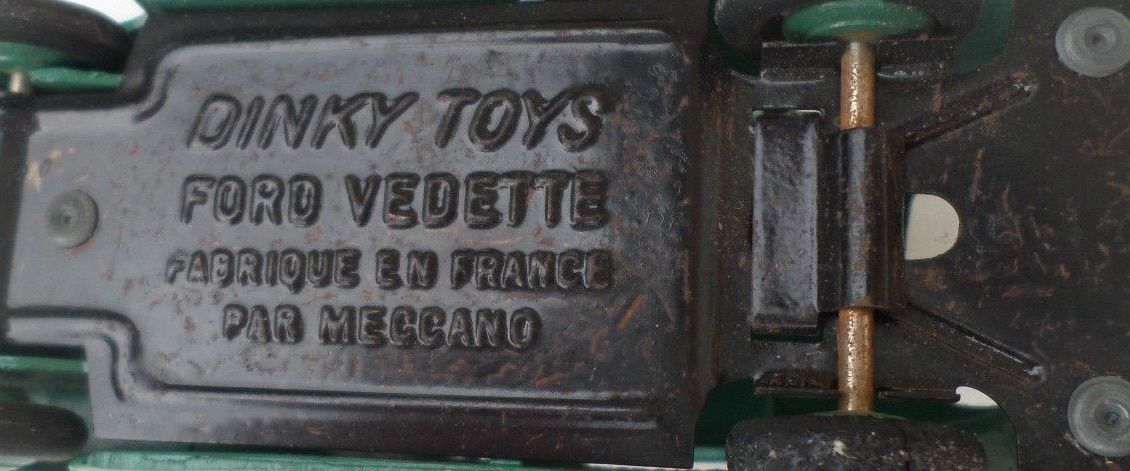 DINKY TOYS
FORD VEDETTE
FABRIQUE EN FRANCE
PAR MECCANO